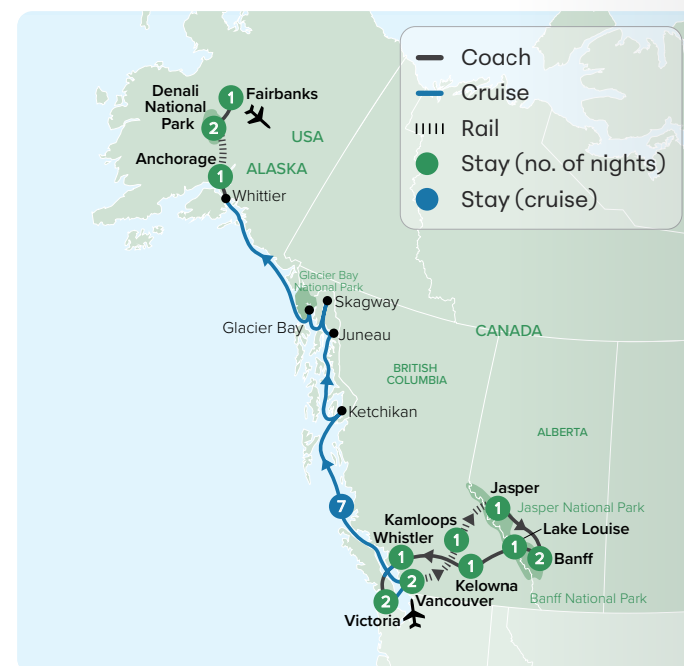 Coach
Cruise
Rail
Stay (no. of nights)
Stay (cruise)
Denali
National
Park
1
Fairbanks
2
USA
Anchorage
ALASKA
1
Whittier
Glacier Bay
National Park
Skagway
Glacier Bay
Juneau
CANADA
BRITISH
COLUMBIA
Ketchikan
ALBERTA
7
Jasper
1
Jasper National Park
Kamloops
1
Lake Louise
Whistler
1
1
2
Banff
1
Kelowna
2
Vancouver
2
Victoria
Banff National Park